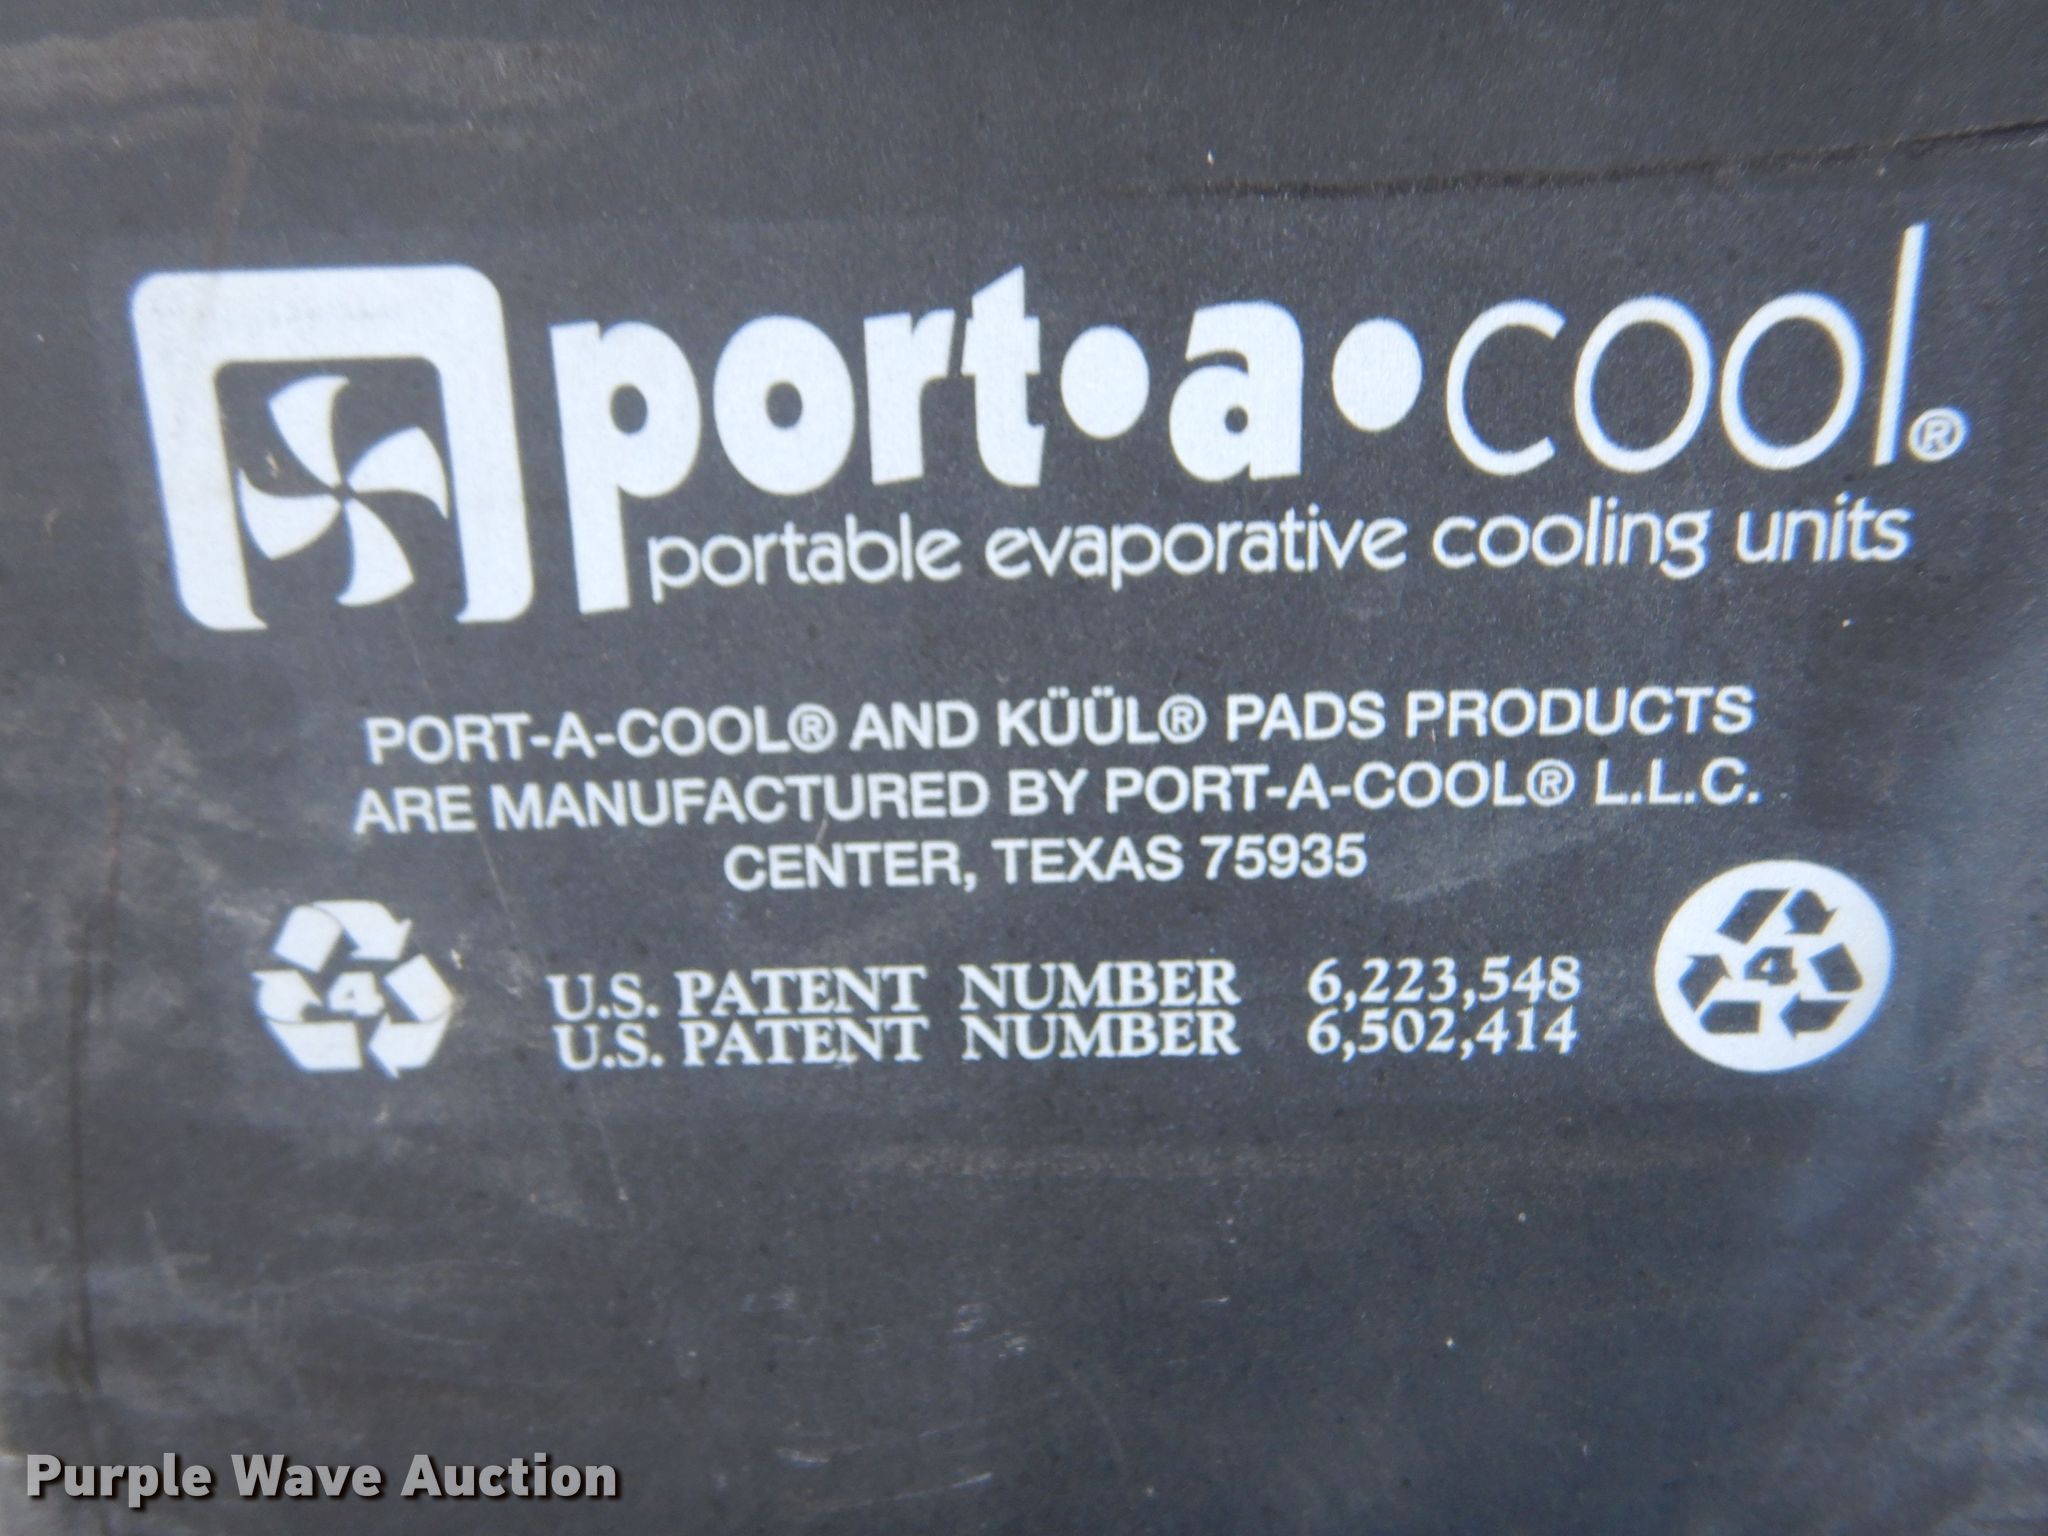 port•a•cool®
portable evaporative cooling units
PORT-A-COOL® AND KÜÜL® PADS PRODUCTS
ARE MANUFACTURED BY PORT-A-COOL® L.L.C.
CENTER, TEXAS 75935
4
U.S. PATENT NUMBER 6,223,548
U.S. PATENT NUMBER 6,502,414
4
Purple Wave Auction